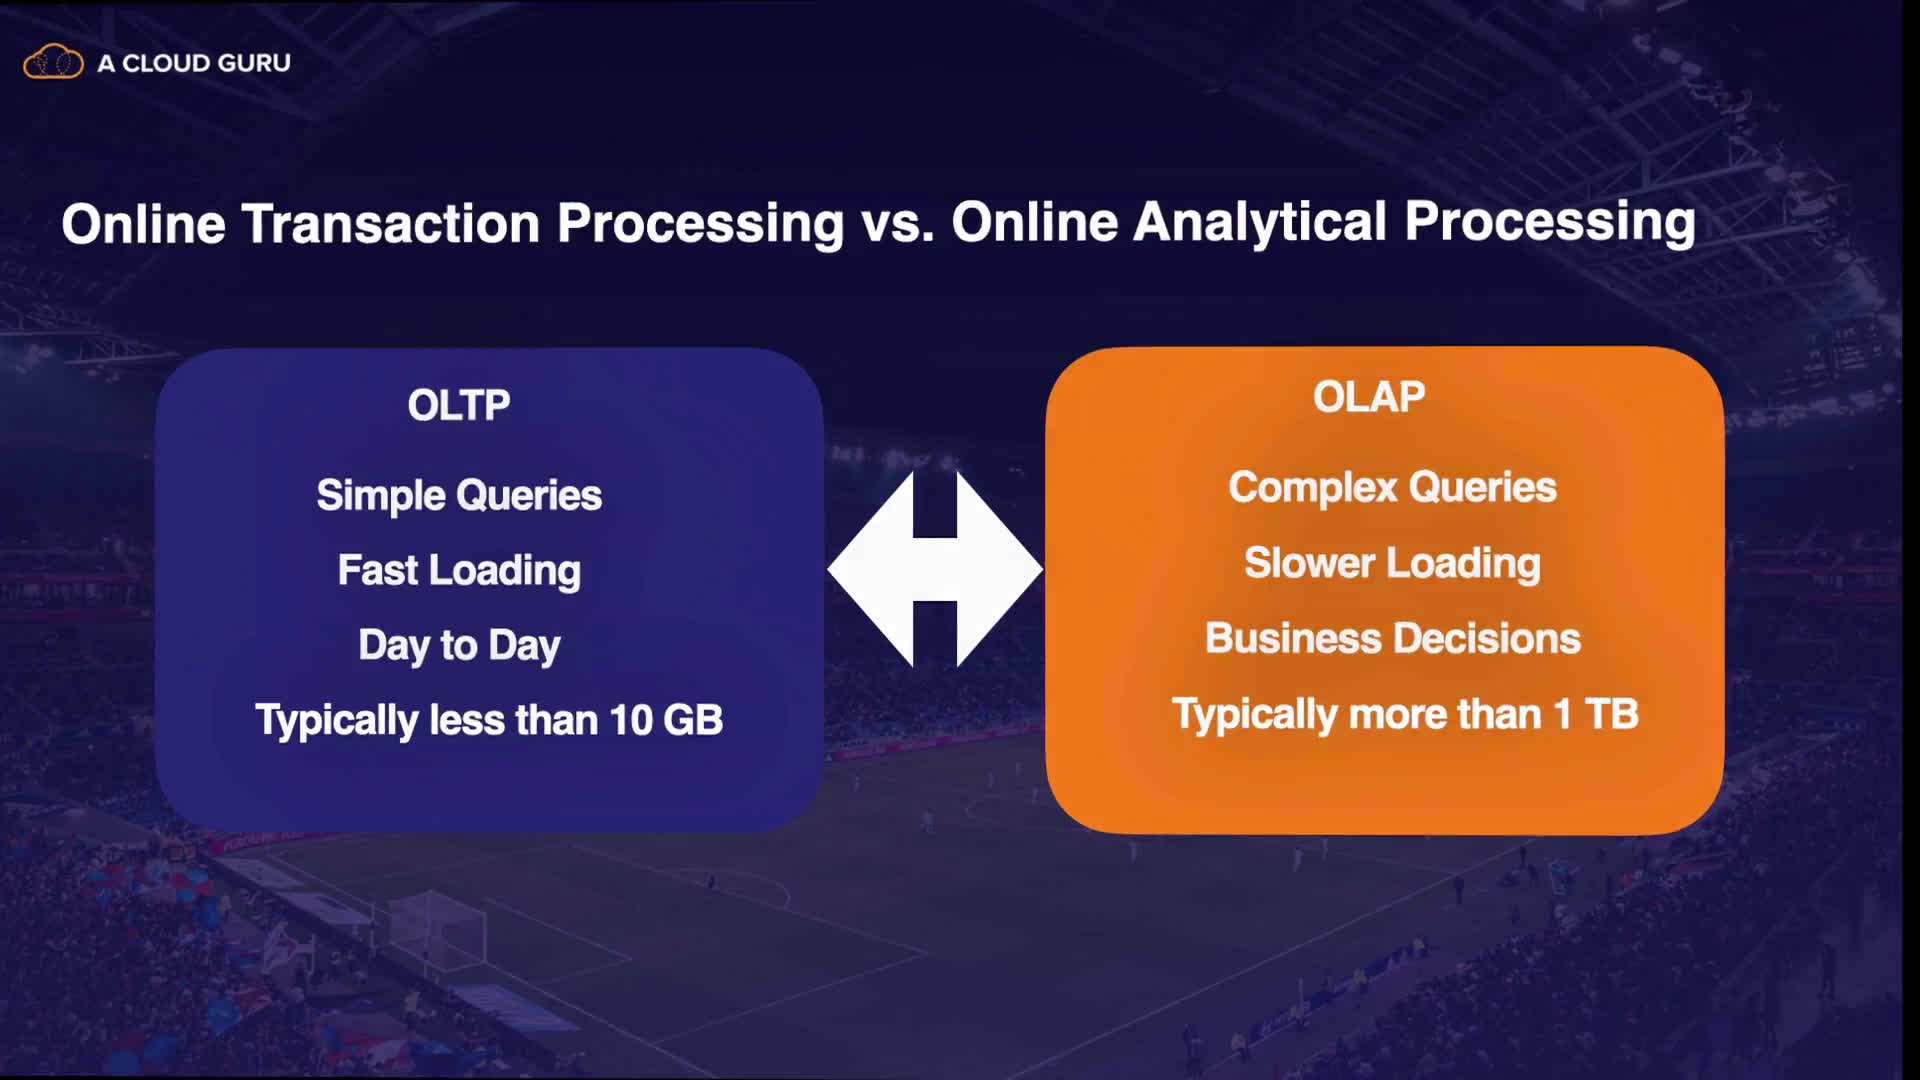 A CLOUD GURU
Online Transaction Processing vs. Online Analytical Processing
OLTP
Simple Queries
Fast Loading
Day to Day
Typically less than 10 GB
OLAP
Complex Queries
Slower Loading
Business Decisions
Typically more than 1 TB